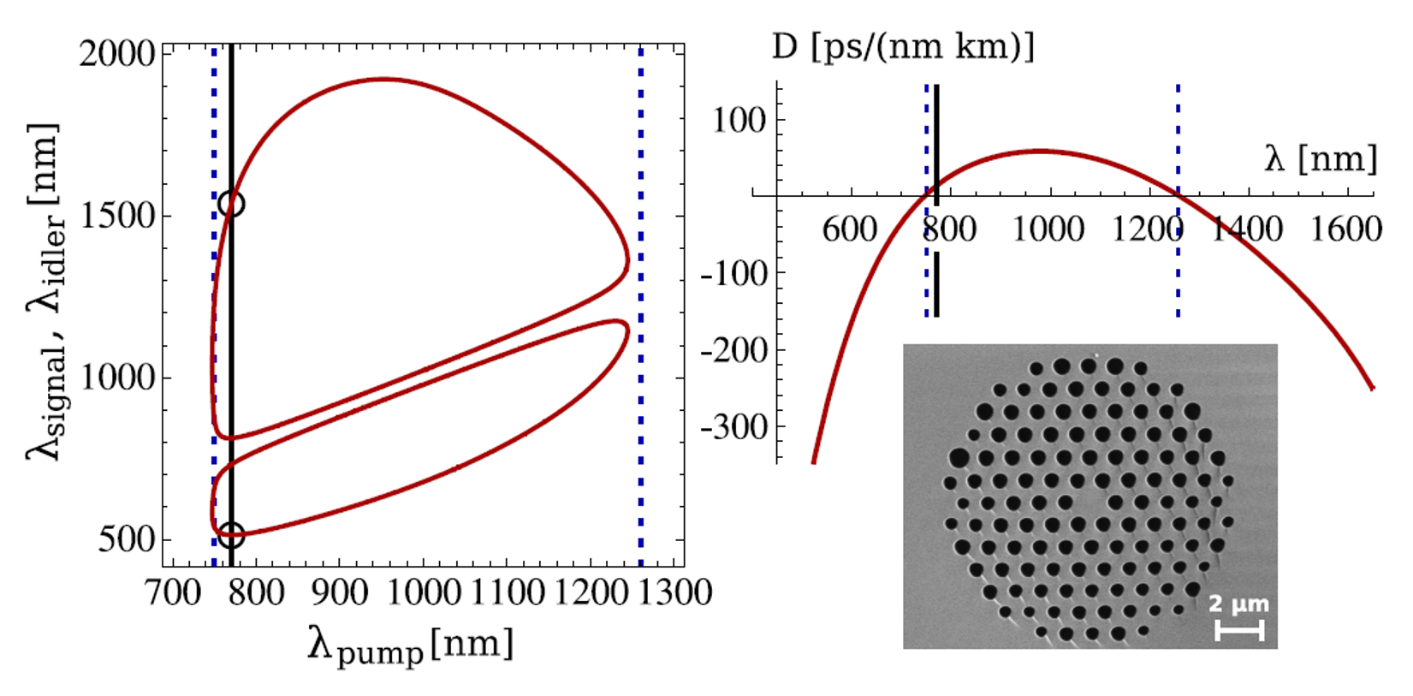 2000
1500
1000
500
λsignal, λidler [nm]
700 800 900 1000 1100 1200 1300
λpump [nm]
D [ps/(nm km)]
100
-100
-200
-300
λ [nm]
600 800 1000 1200 1400 1600
2 µm